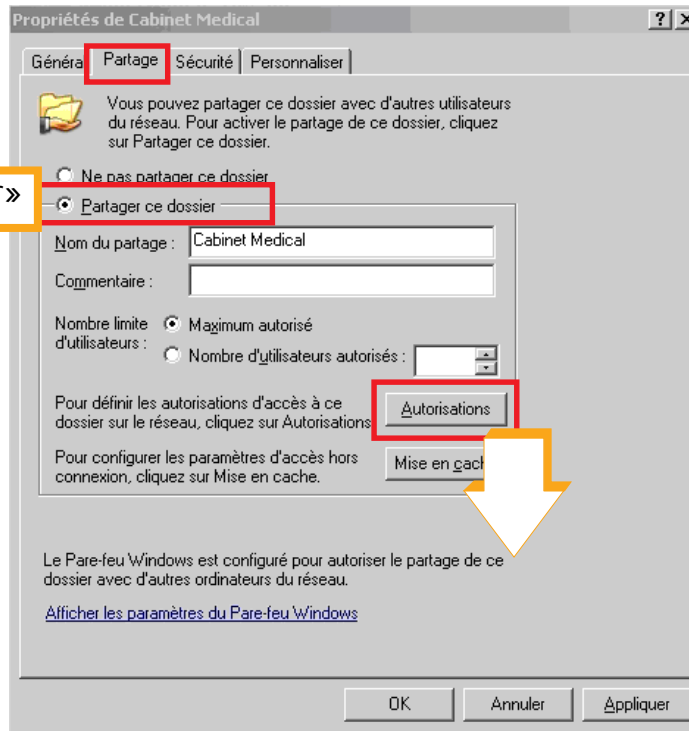 Propriétés de Cabinet Medical
Général Partage Sécurité Personnaliser
Vous pouvez partager ce dossier avec d'autres utilisateurs
du réseau. Pour activer le partage de ce dossier, cliquez
sur Partager ce dossier.
Ne pas partager ce dossier
»
Partager ce dossier
Nom du partage : Cabinet Medical
Commentaire :
Nombre limite
d'utilisateurs :
Maximum autorisé
Nombre d'utilisateurs autorisés :
Pour définir les autorisations d'accès à ce
dossier sur le réseau, cliquez sur Autorisations
Autorisations
Pour configurer les paramètres d'accès hors
connexion, cliquez sur Mise en cache.
Mise en cach
Le Pare-feu Windows est configuré pour autoriser le partage de ce
dossier avec d'autres ordinateurs du réseau.
Afficher les paramètres du Pare-feu Windows
OK Annuler Appliquer